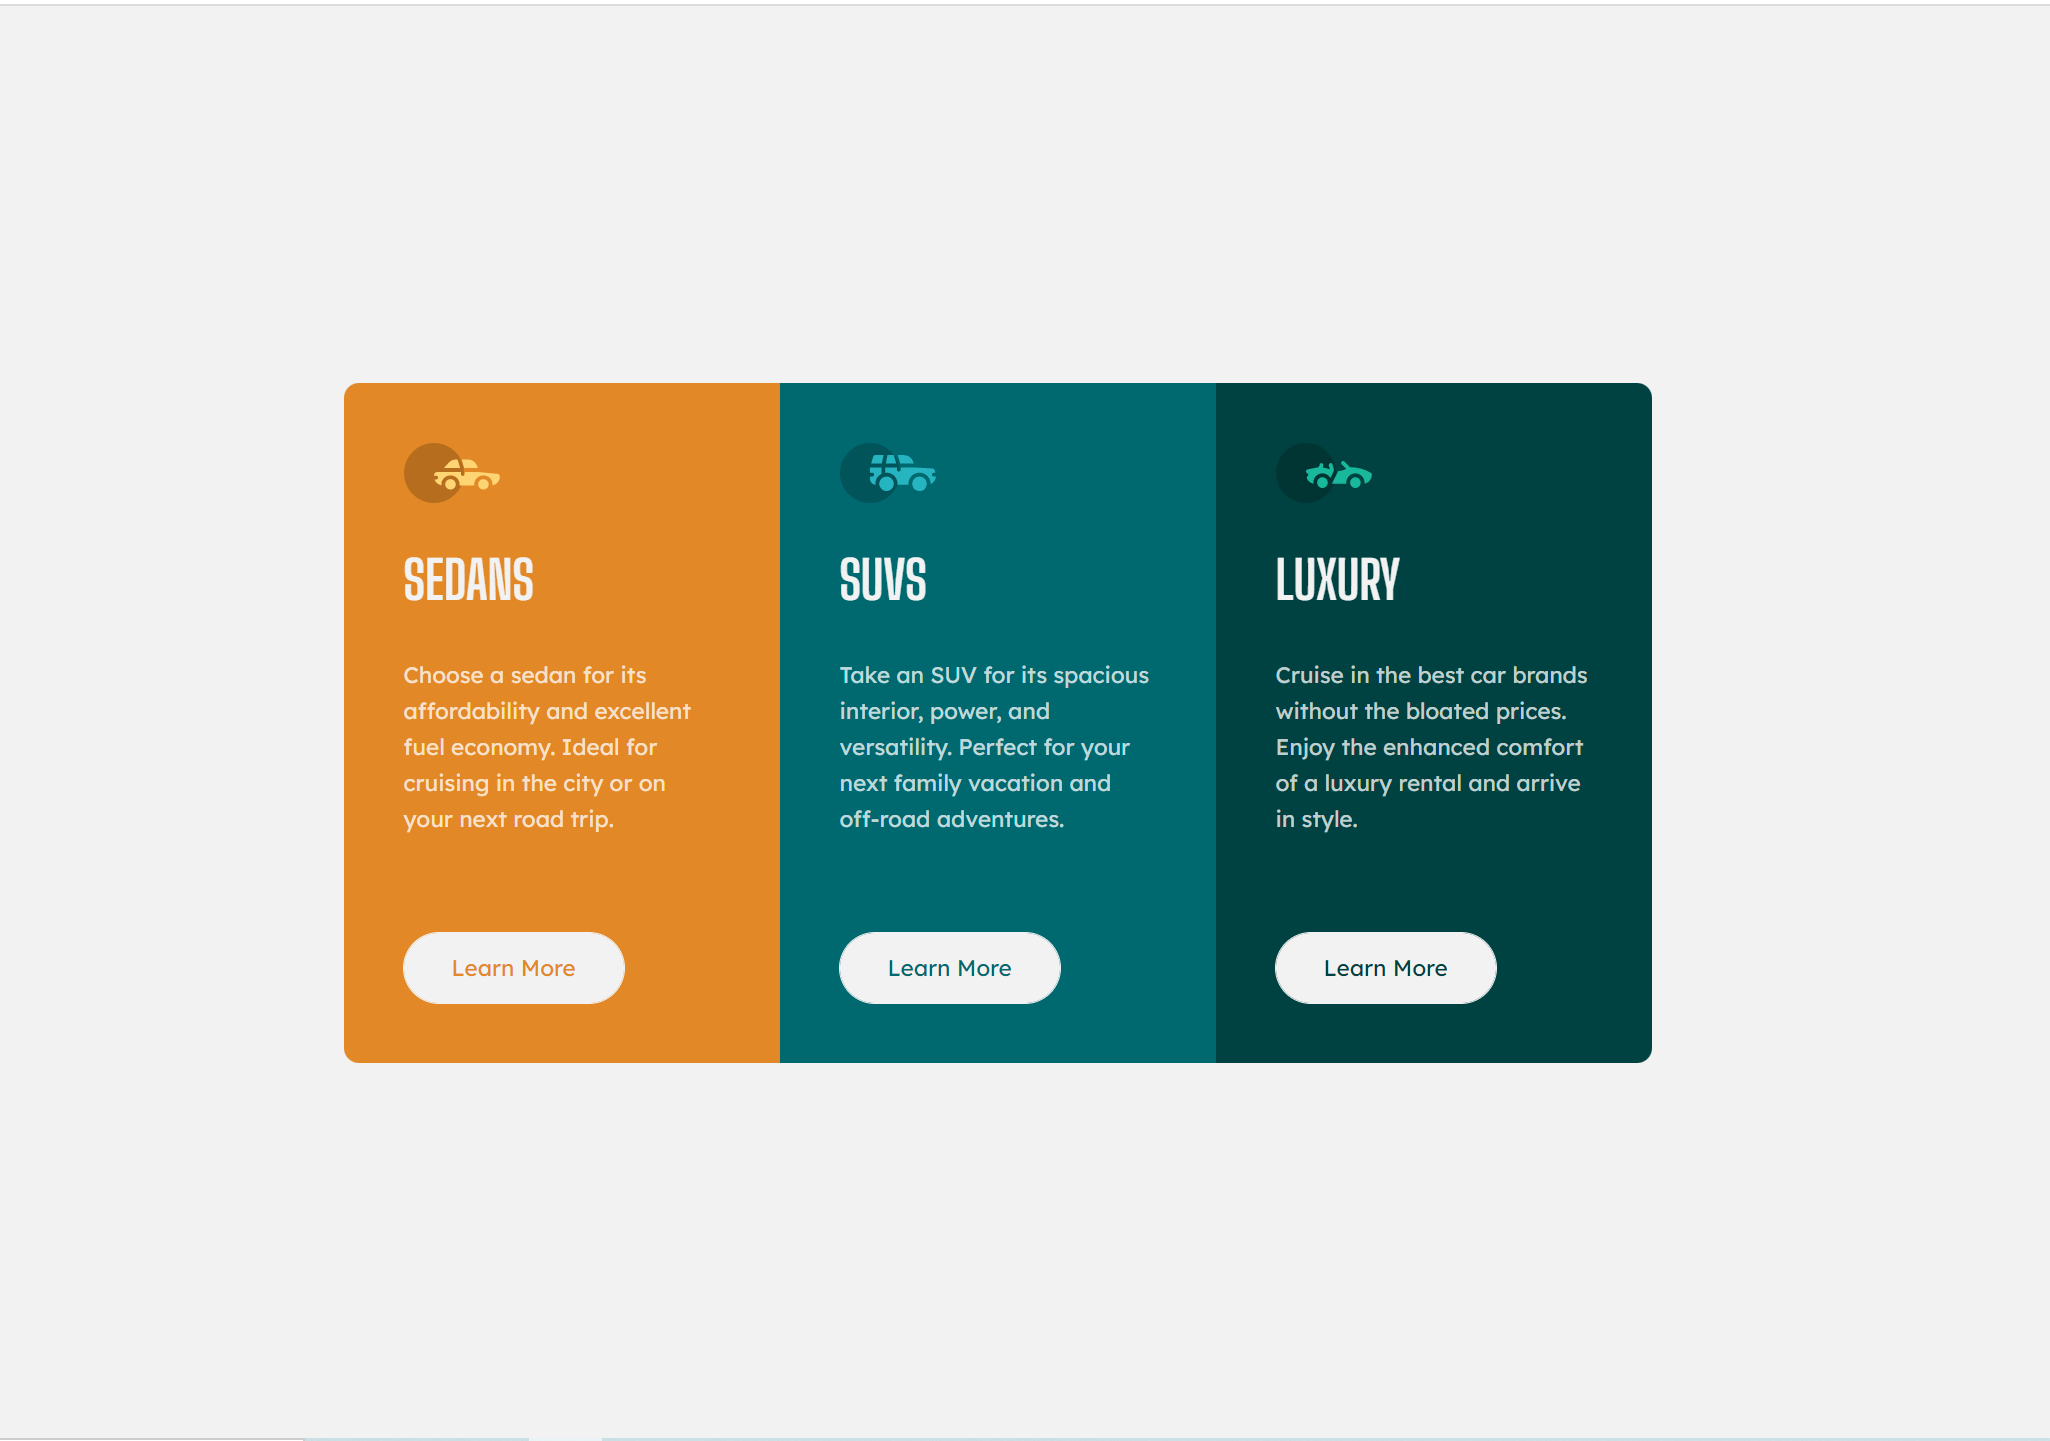 SEDANS
Choose a sedan for its
affordability and excellent
fuel economy. Ideal for
cruising in the city or on
your next road trip.
Learn More
SUVS
Take an SUV for its spacious
interior, power, and
versatility. Perfect for your
next family vacation and
off-road adventures.
Learn More
LUXURY
Cruise in the best car brands
without the bloated prices.
Enjoy the enhanced comfort
of a luxury rental and arrive
in style.
Learn More